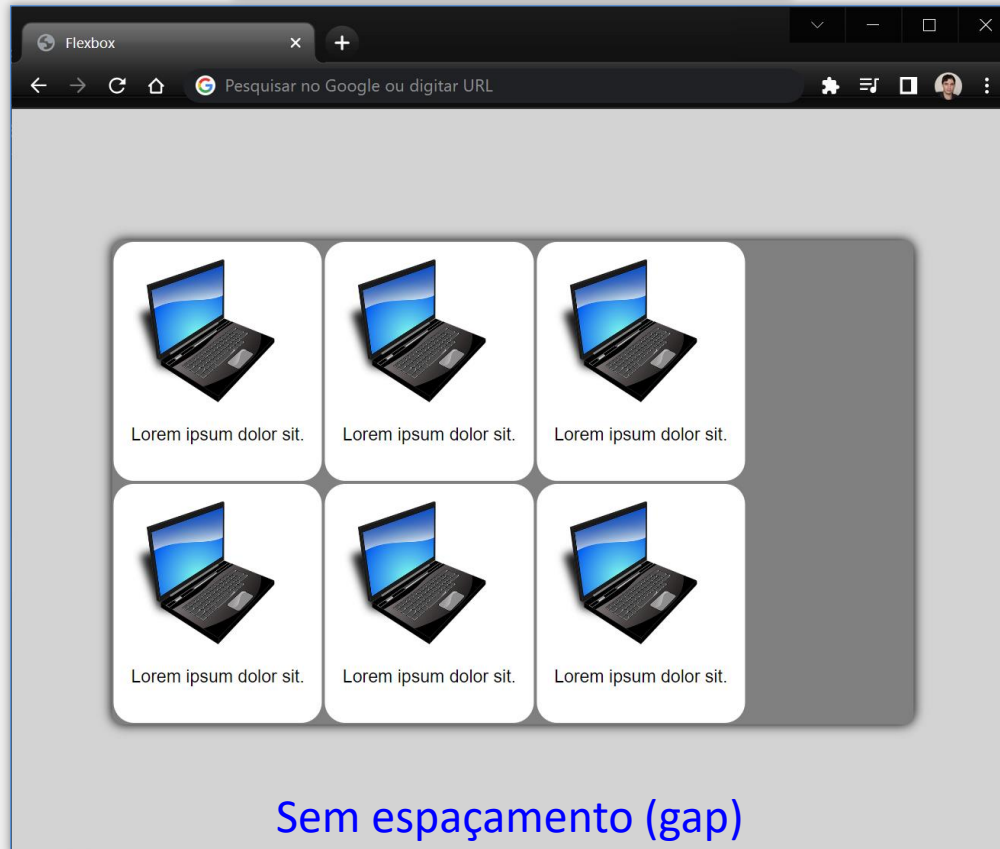 Flexbox
Pesquisar no Google ou digitar URL
Lorem ipsum dolor sit. Lorem ipsum dolor sit. Lorem ipsum dolor sit.
Lorem ipsum dolor sit. Lorem ipsum dolor sit. Lorem ipsum dolor sit.
Sem espaçamento (gap)